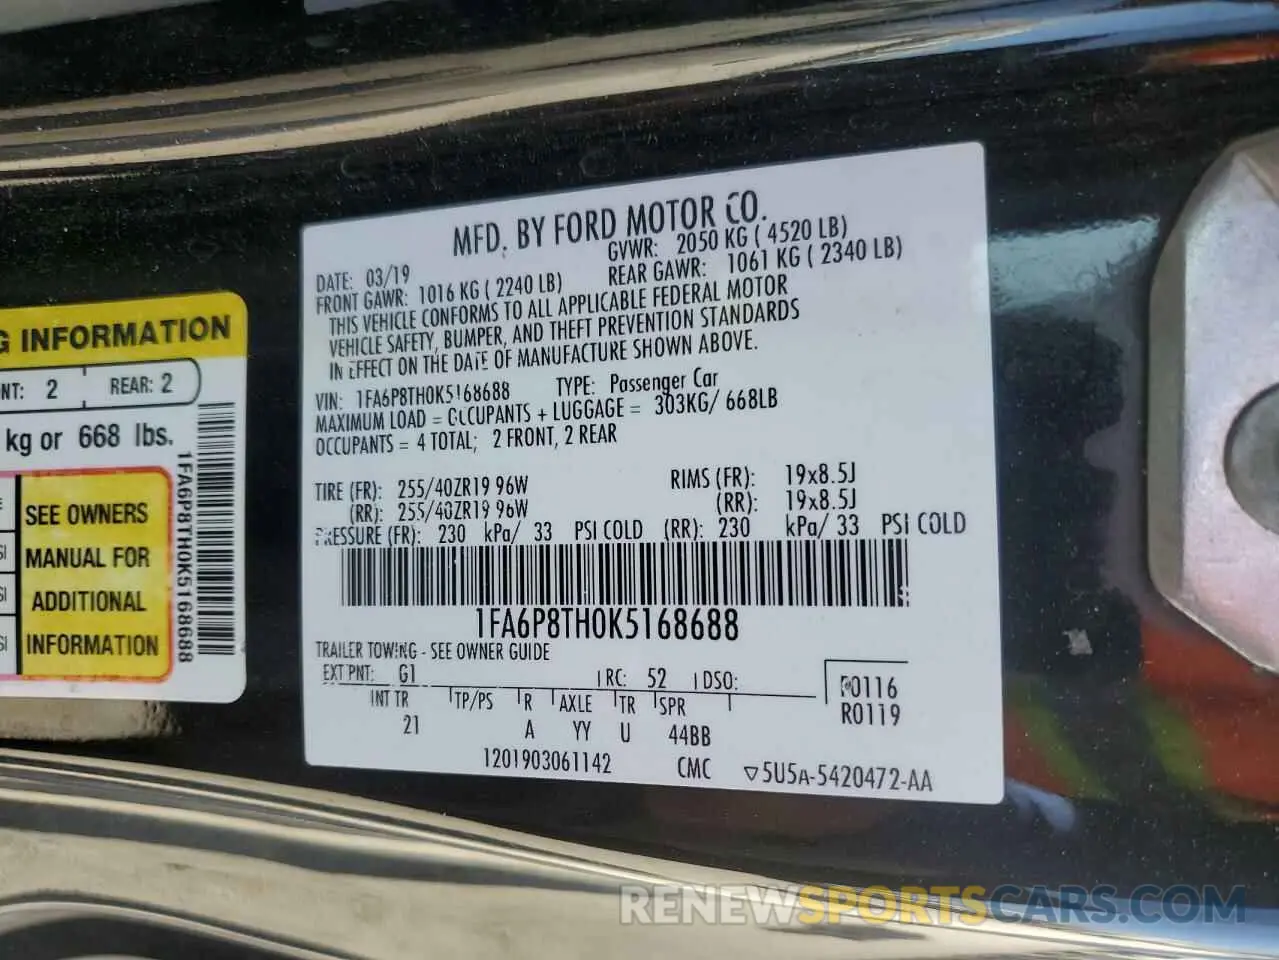 MFD. BY FORD MOTOR CO.
DATE: 03/19 GVWR: 2050 KG ( 4520 LB)
FRONT GAWR: 1016 KG ( 2240 LB) REAR GAWR: 1061 KG ( 2340 LB)
THIS VEHICLE CONFORMS TO ALL APPLICABLE FEDERAL MOTOR
VEHICLE SAFETY, BUMPER, AND THEFT PREVENTION STANDARDS
IN EFFECT ON THE DATE OF MANUFACTURE SHOWN ABOVE.
VIN: 1FA6P8TH0K5168688 TYPE: Passenger Car
MAXIMUM LOAD = OCCUPANTS + LUGGAGE = 303KG/ 668LB
OCCUPANTS = 4 TOTAL; 2 FRONT, 2 REAR
TIRE (FR): 255/40ZR19 96W RIMS (FR): 19x8.5J
(RR): 255/40ZR19 96W (RR): 19x8.5J
PRESSURE (FR): 230 kPa/ 33 PSI COLD (RR): 230 kPa/ 33 PSI COLD
1FA6P8TH0K5168688
TRAILER TOWING - SEE OWNER GUIDE
EXT PNT: G1 RC: 52 DSO:
INT TR TP/PS R AXLE TR SPR
21 A YY U 44BB
F0116
R0119
1201903061142 CMC ▽5U5A-5420472-AA
INFORMATION
2 REAR: 2
kg or 668 lbs.
SEE OWNERS
MANUAL FOR
ADDITIONAL
INFORMATION
1FA6P8TH0K5168688
RENEWSPORTSCARS.COM